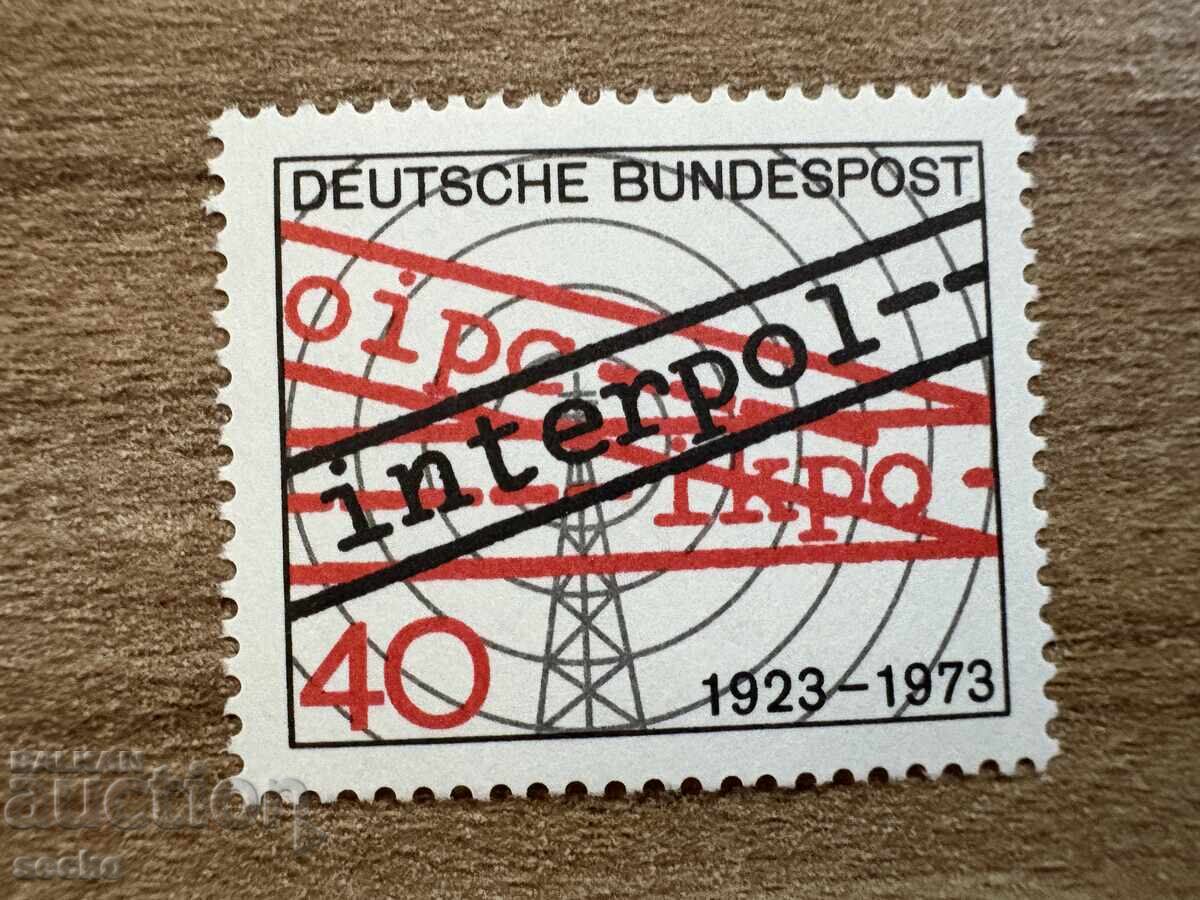 DEUTSCHE BUNDESPOST
oipc
interpol--
ikpo -
40
1923-1973
BALKAN
auction
secko